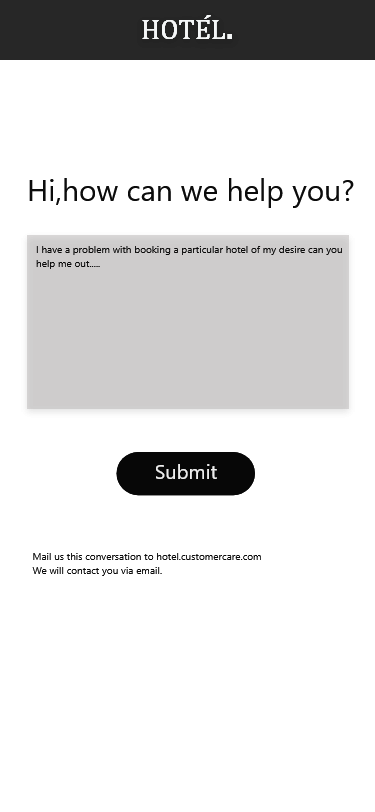 HOTÉL.
Hi,how can we help you?
I have a problem with booking a particular hotel of my desire can you
help me out.....
Submit
Mail us this conversation to hotel.customercare.com
We will contact you via email.